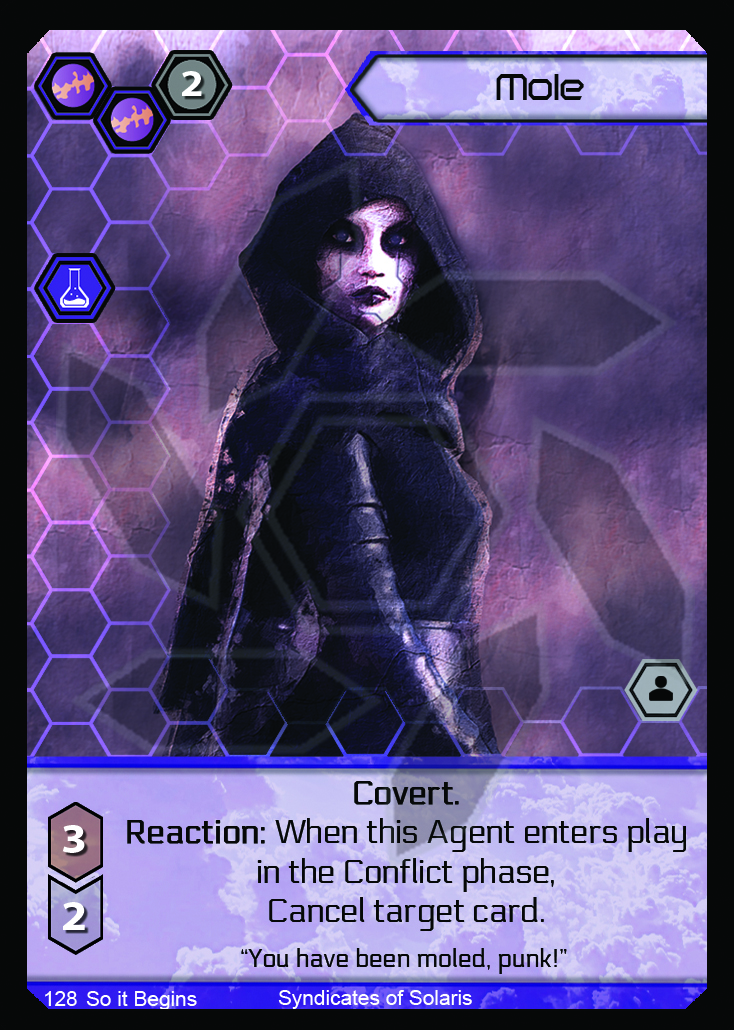 2
Mole
Covert.
Reaction: When this Agent enters play
in the Conflict phase,
Cancel target card.
3
2
“You have been moled, punk!”
128 So it Begins
Syndicates of Solaris